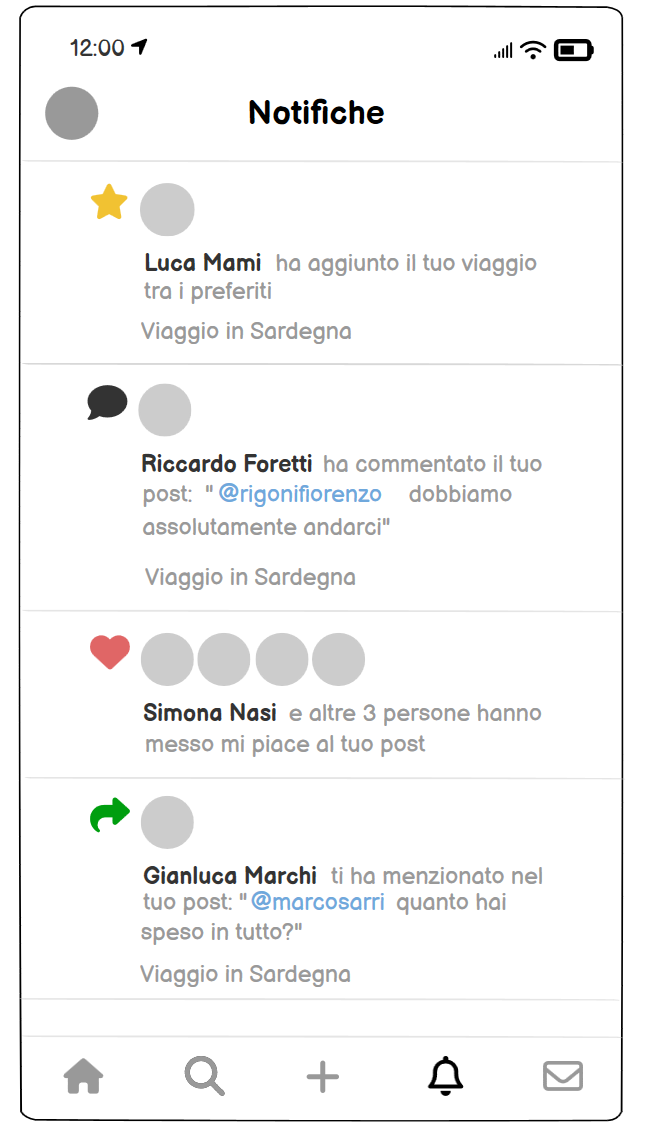 12:00
Notifiche
Luca Mami ha aggiunto il tuo viaggio
tra i preferiti
Viaggio in Sardegna
Riccardo Foretti ha commentato il tuo
post: "@rigonifiorenzo dobbiamo
assolutamente andarci"
Viaggio in Sardegna
Simona Nasi e altre 3 persone hanno
messo mi piace al tuo post
Gianluca Marchi ti ha menzionato nel
tuo post: "@marcosarri quanto hai
speso in tutto?"
Viaggio in Sardegna